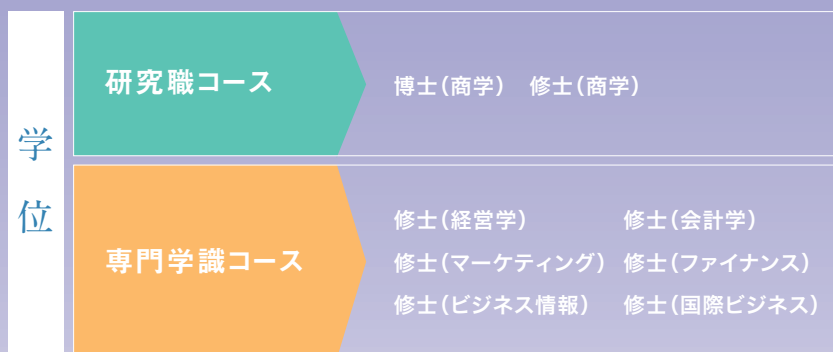 学位
研究職コース
博士（商学） 修士（商学）
専門学識コース
修士（経営学） 修士（会計学）
修士（マーケティング） 修士（ファイナンス）
修士（ビジネス情報） 修士（国際ビジネス）